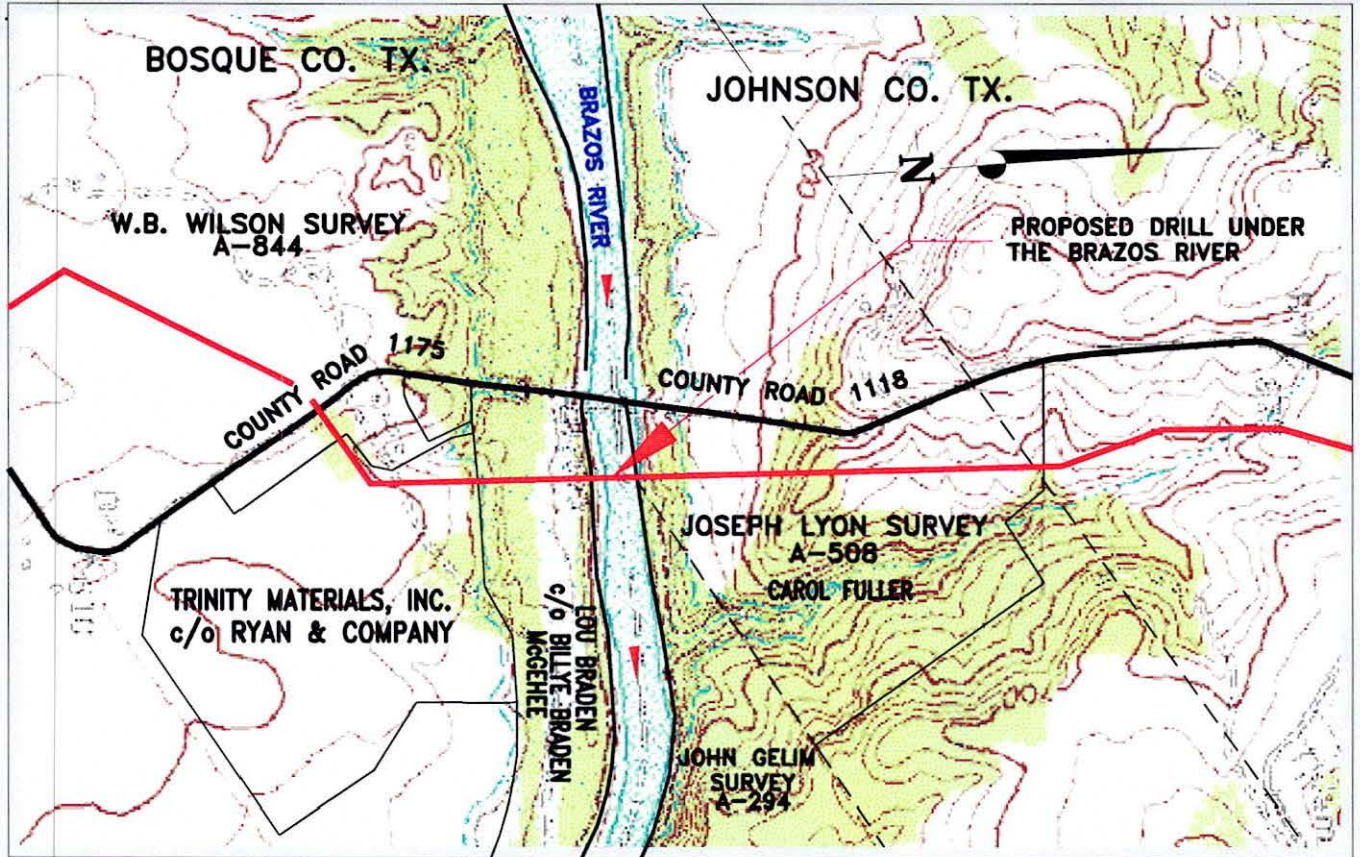 BOSQUE CO. TX.
BRAZOS RIVER
JOHNSON CO. TX.
N
W.B. WILSON SURVEY
A-844
PROPOSED DRILL UNDER
THE BRAZOS RIVER
COUNTY ROAD 1175
COUNTY ROAD 1118
JOSEPH LYON SURVEY
A-508
CAROL FULLER
TRINITY MATERIALS, INC.
c/o RYAN & COMPANY
LOU BRADEN
c/o BILLYE BRADEN
McGEHEE
JOHN GELIM
SURVEY
A-294